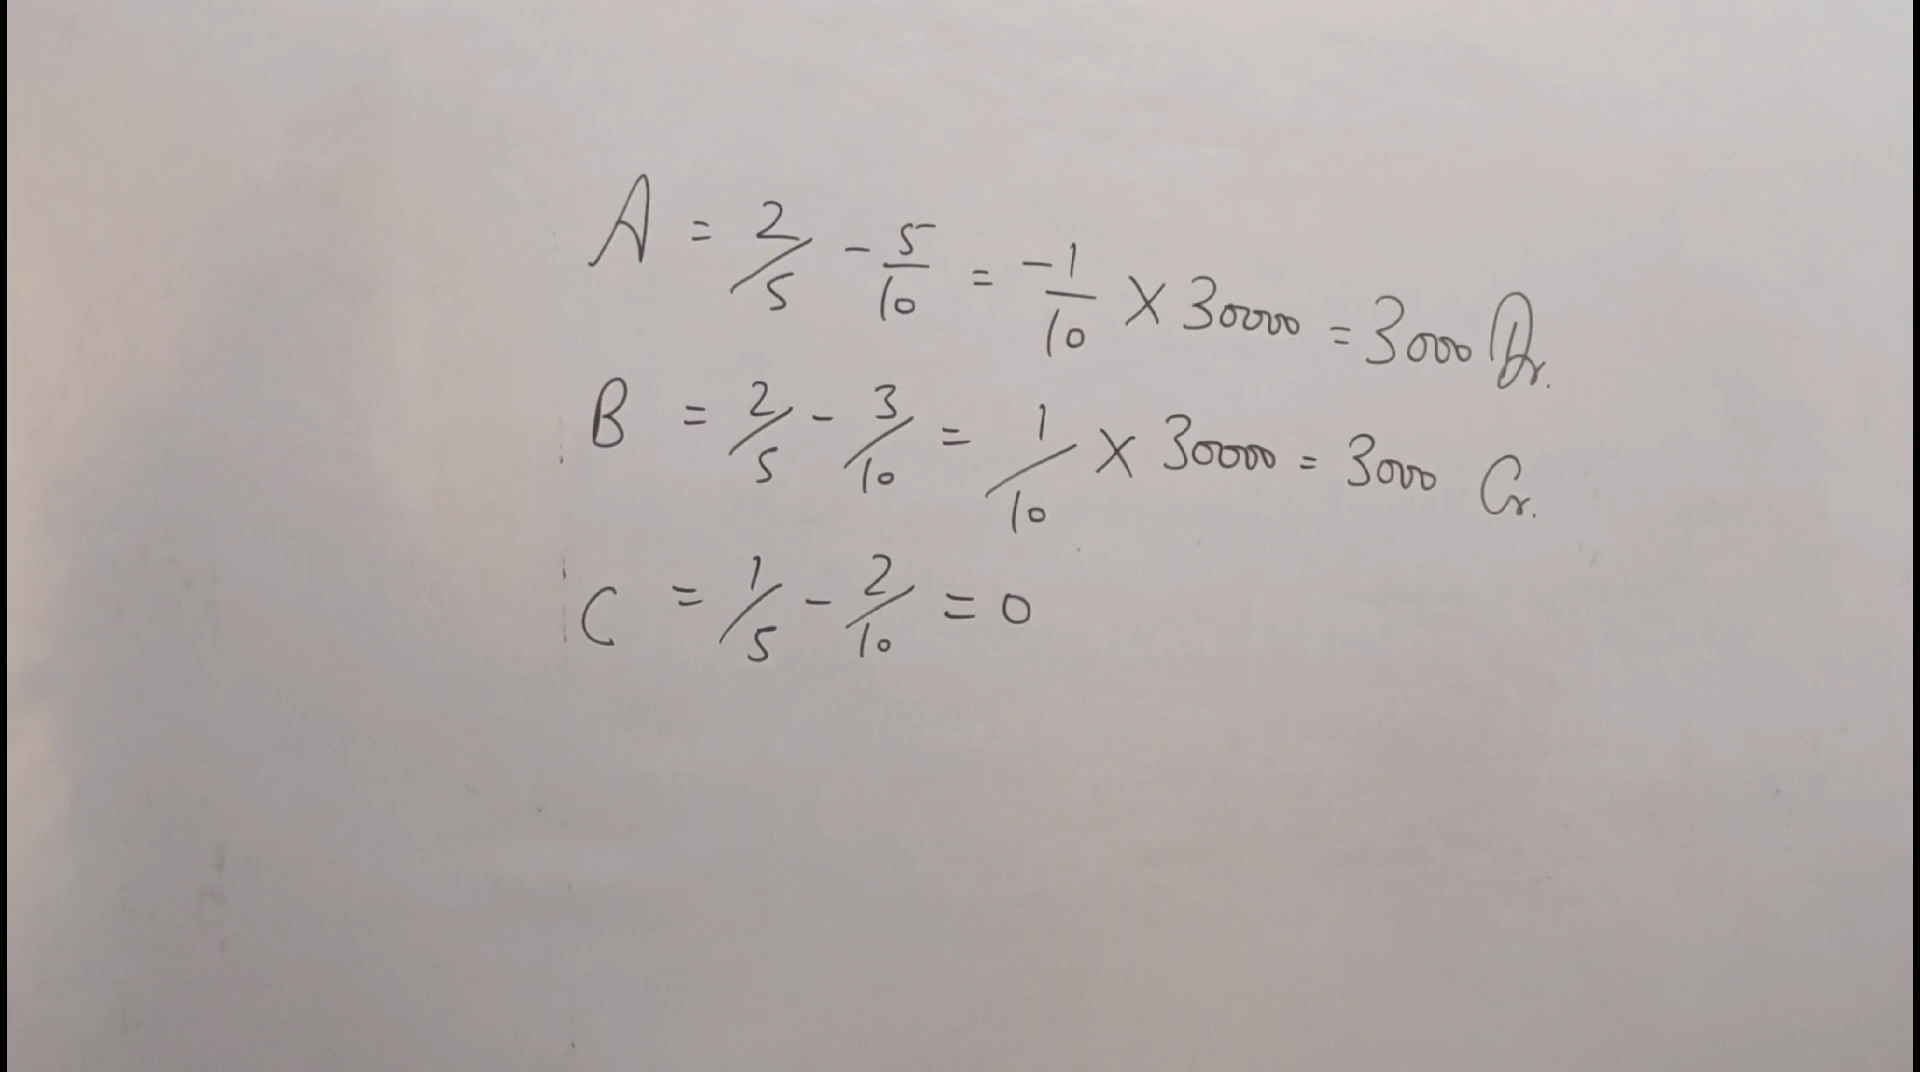 A = 2/5 - 5/10 = -1/10 × 30000 = 3000 Dr.
B = 2/5 - 3/10 = 1/10 × 30000 = 3000 Cr.
C = 1/5 - 2/10 = 0